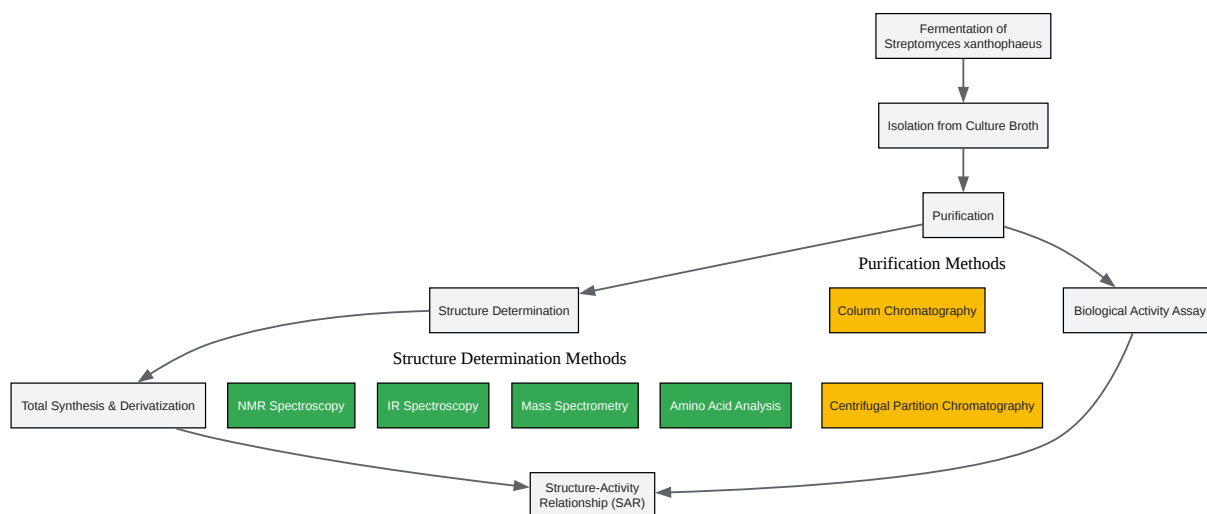 Fermentation of
Streptomyces xanthophaeus
Isolation from Culture Broth
Purification
Purification Methods
Structure Determination
Column Chromatography
Biological Activity Assay
Structure Determination Methods
Total Synthesis & Derivatization
NMR Spectroscopy
IR Spectroscopy
Mass Spectrometry
Amino Acid Analysis
Centrifugal Partition Chromatography
Structure-Activity
Relationship (SAR)